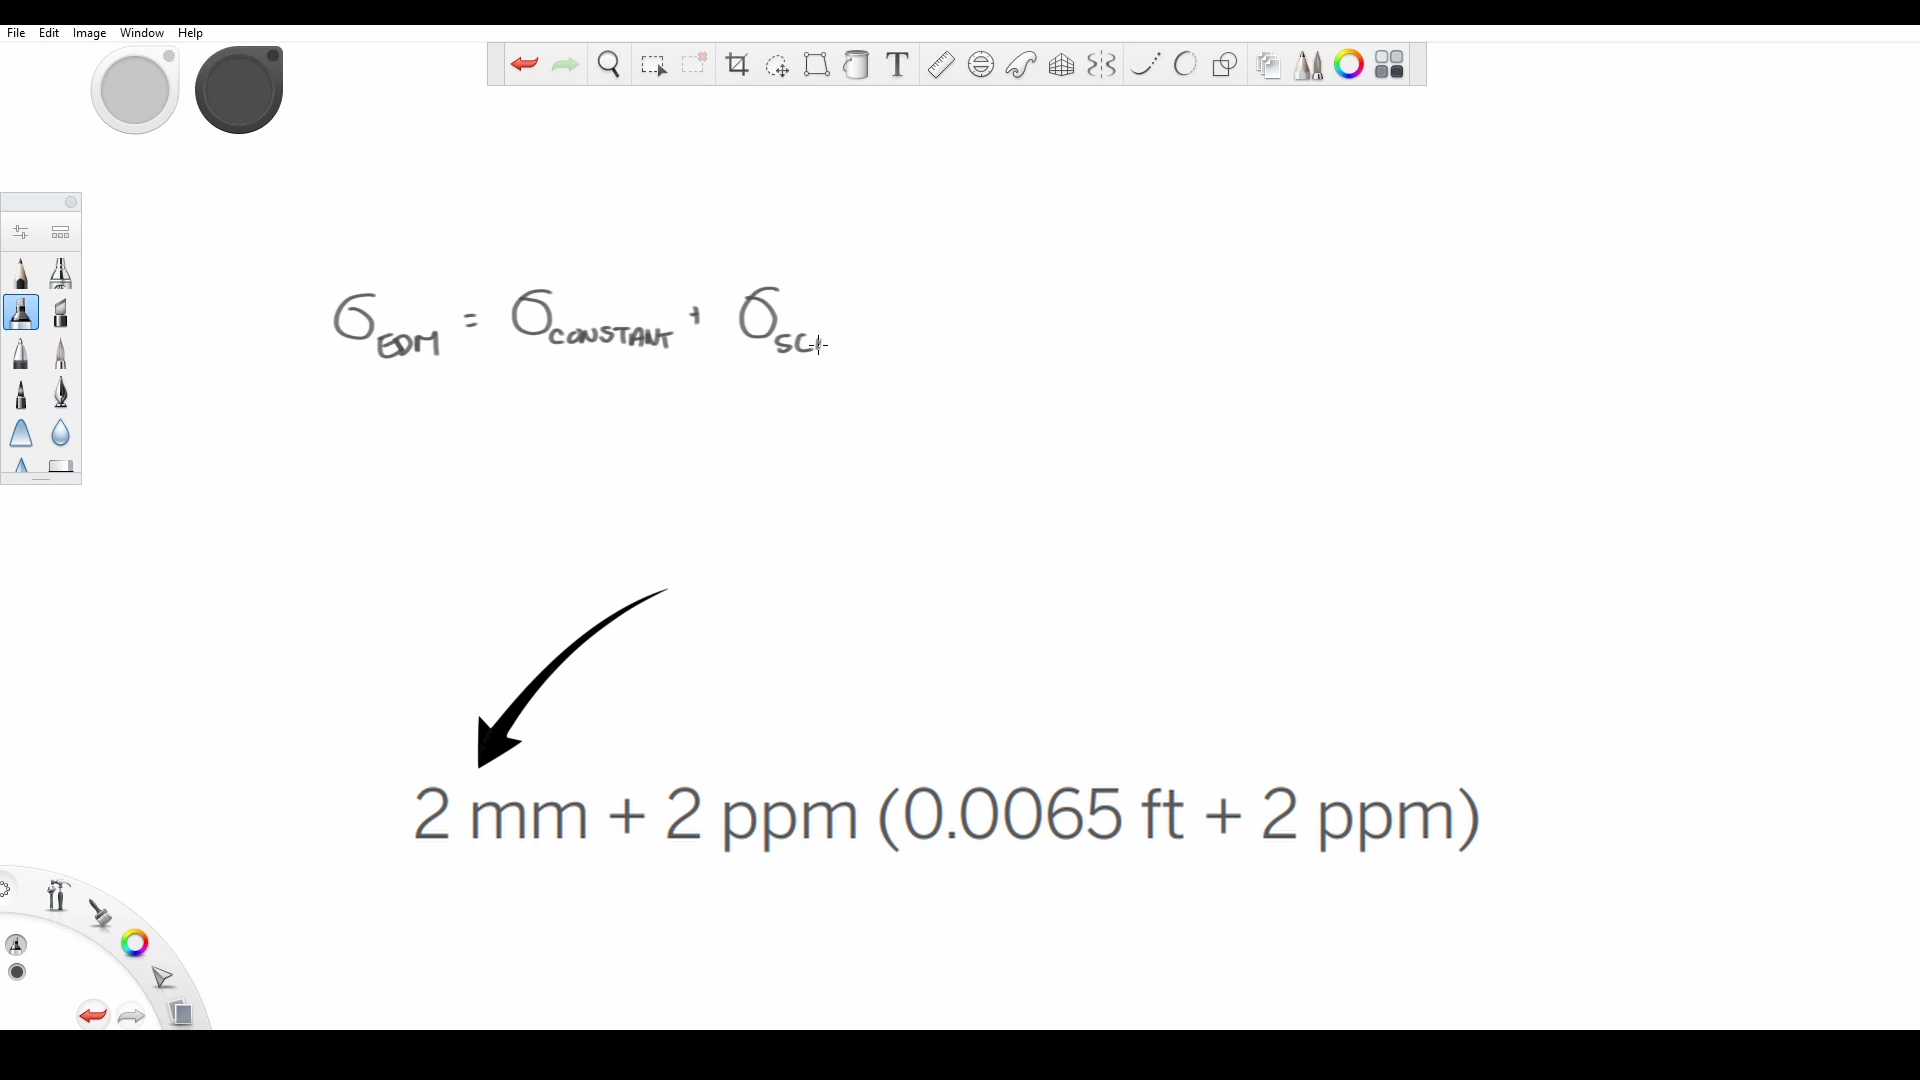 File Edit Image Window Help
σEDM = σCONSTANT + σSC
2 mm + 2 ppm (0.0065 ft + 2 ppm)